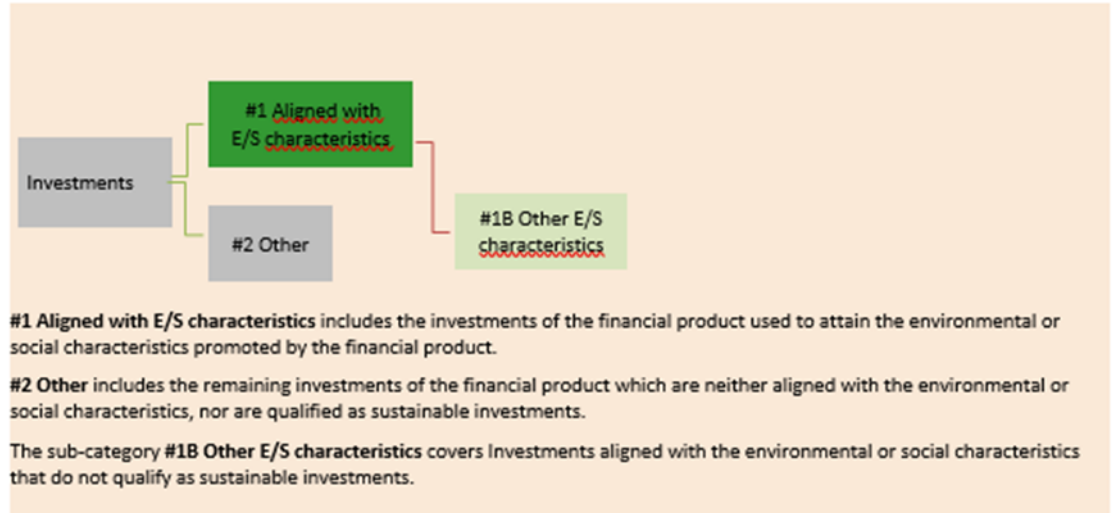 #1 Aligned with
E/S characteristics
Investments
#2 Other
#1B Other E/S
characteristics
#1 Aligned with E/S characteristics includes the investments of the financial product used to attain the environmental or
social characteristics promoted by the financial product.
#2 Other includes the remaining investments of the financial product which are neither aligned with the environmental or
social characteristics, nor are qualified as sustainable investments.
The sub-category #1B Other E/S characteristics covers Investments aligned with the environmental or social characteristics
that do not qualify as sustainable investments.